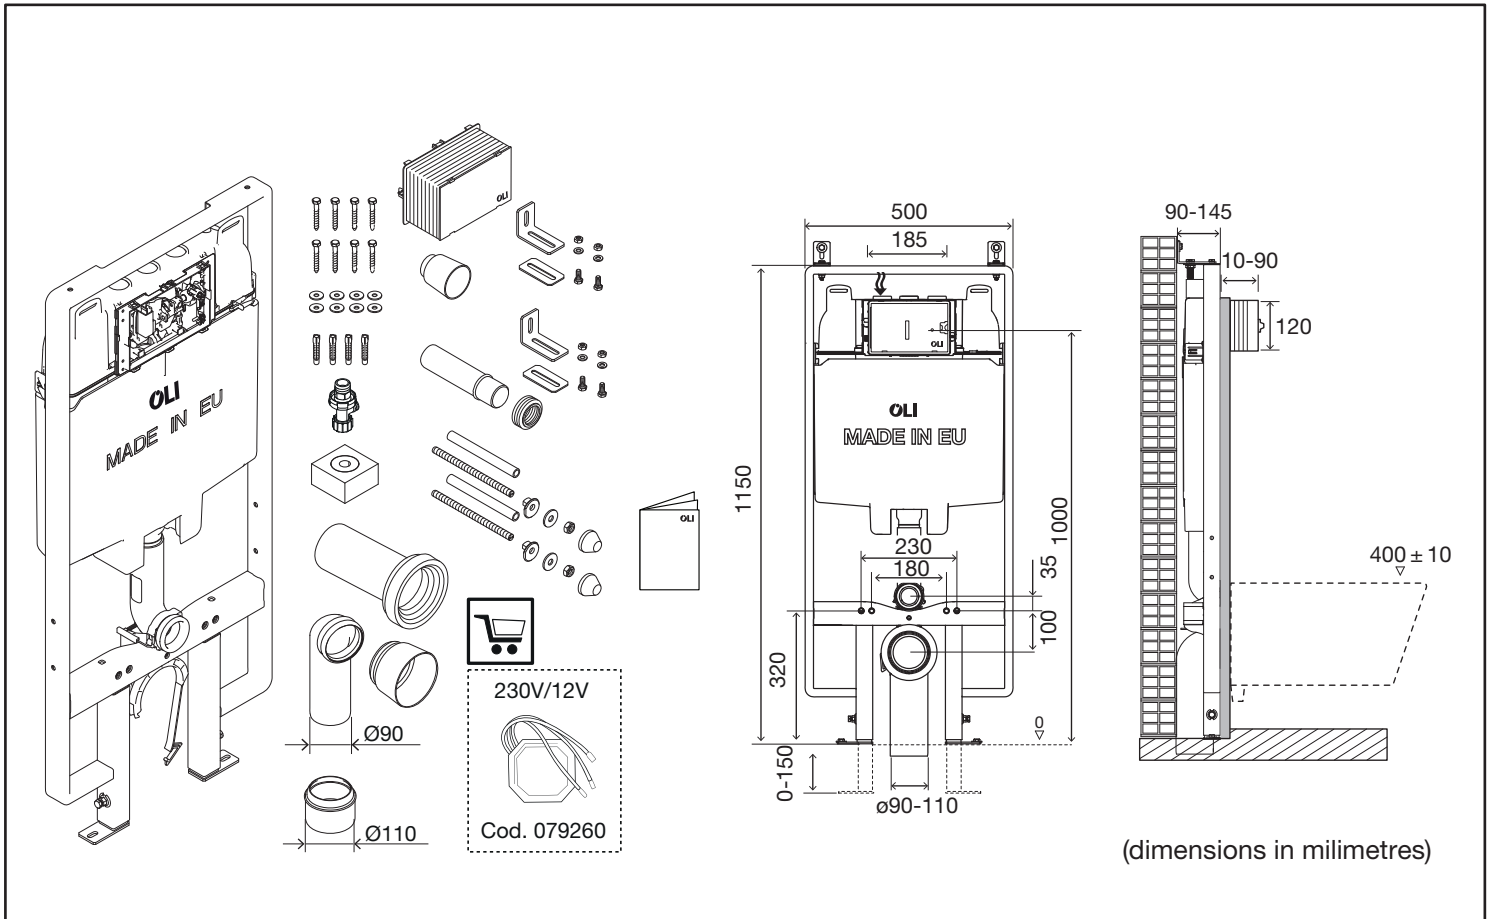 OLI
OLI
MADE IN EU
OLI
230V/12V
Cod. 079260
Ø90
Ø110
500
185
OLI
OLI
MADE IN EU
1150
1000
230
180
35
100
320
0
0-150
ø90-110
90-145
10-90
120
400 ± 10
(dimensions in milimetres)